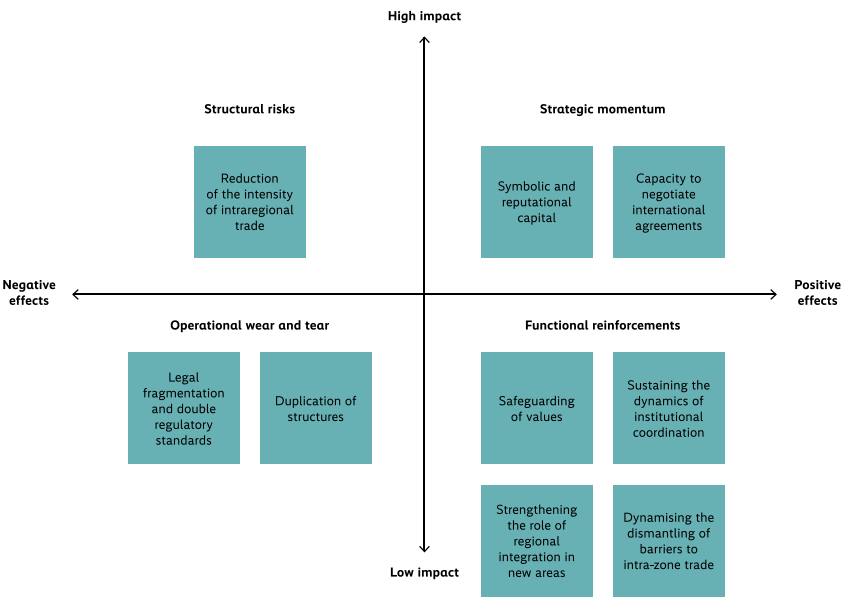 High impact
Structural risks
Strategic momentum
Reduction
of the intensity
of intraregional
trade
Symbolic and
reputational
capital
Capacity to
negotiate
international
agreements
Negative
effects
Positive
effects
Operational wear and tear
Functional reinforcements
Legal
fragmentation
and double
regulatory
standards
Duplication of
structures
Safeguarding
of values
Sustaining the
dynamics of
institutional
coordination
Strengthening
the role of
regional
integration in
new areas
Dynamising the
dismantling of
barriers to
intra-zone trade
Low impact